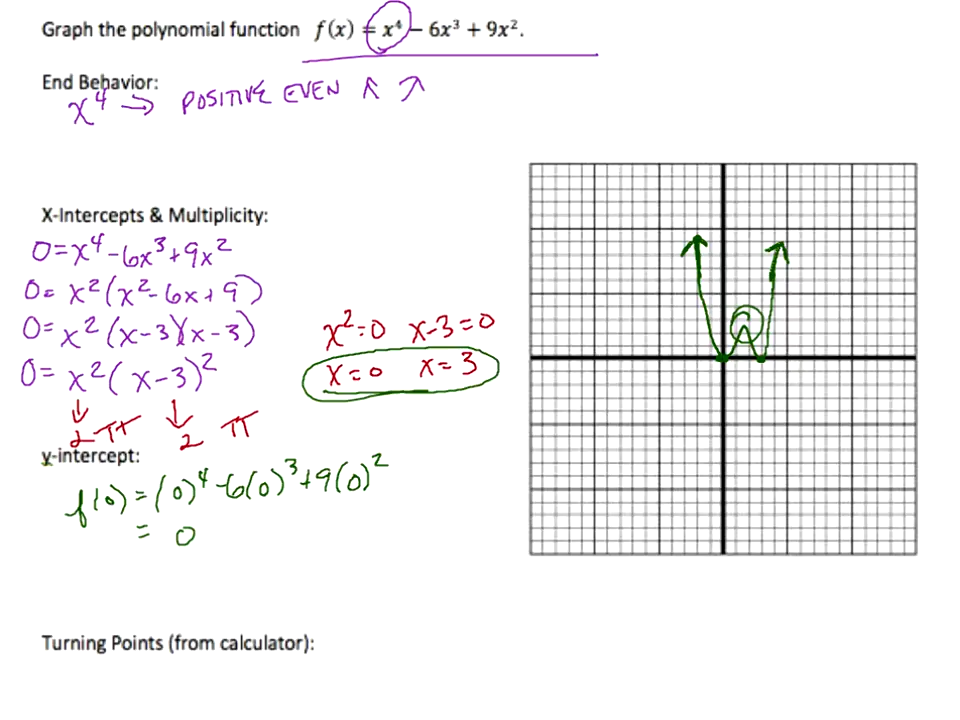 Graph the polynomial function f(x) = x⁴ – 6x³ + 9x².
End Behavior:
x⁴ → POSITIVE EVEN ↖ ↗
X-Intercepts & Multiplicity:
0=x⁴-6x³+9x²
0= x²(x²-6x+9)
0= x²(x-3)(x-3)
0= x²(x-3)²
x²=0 x-3=0
x=0 x=3
↓ ↓
2 TT 2 TT
y-intercept:
f(0) = (0)⁴-6(0)³+9(0)²
= 0
Turning Points (from calculator):